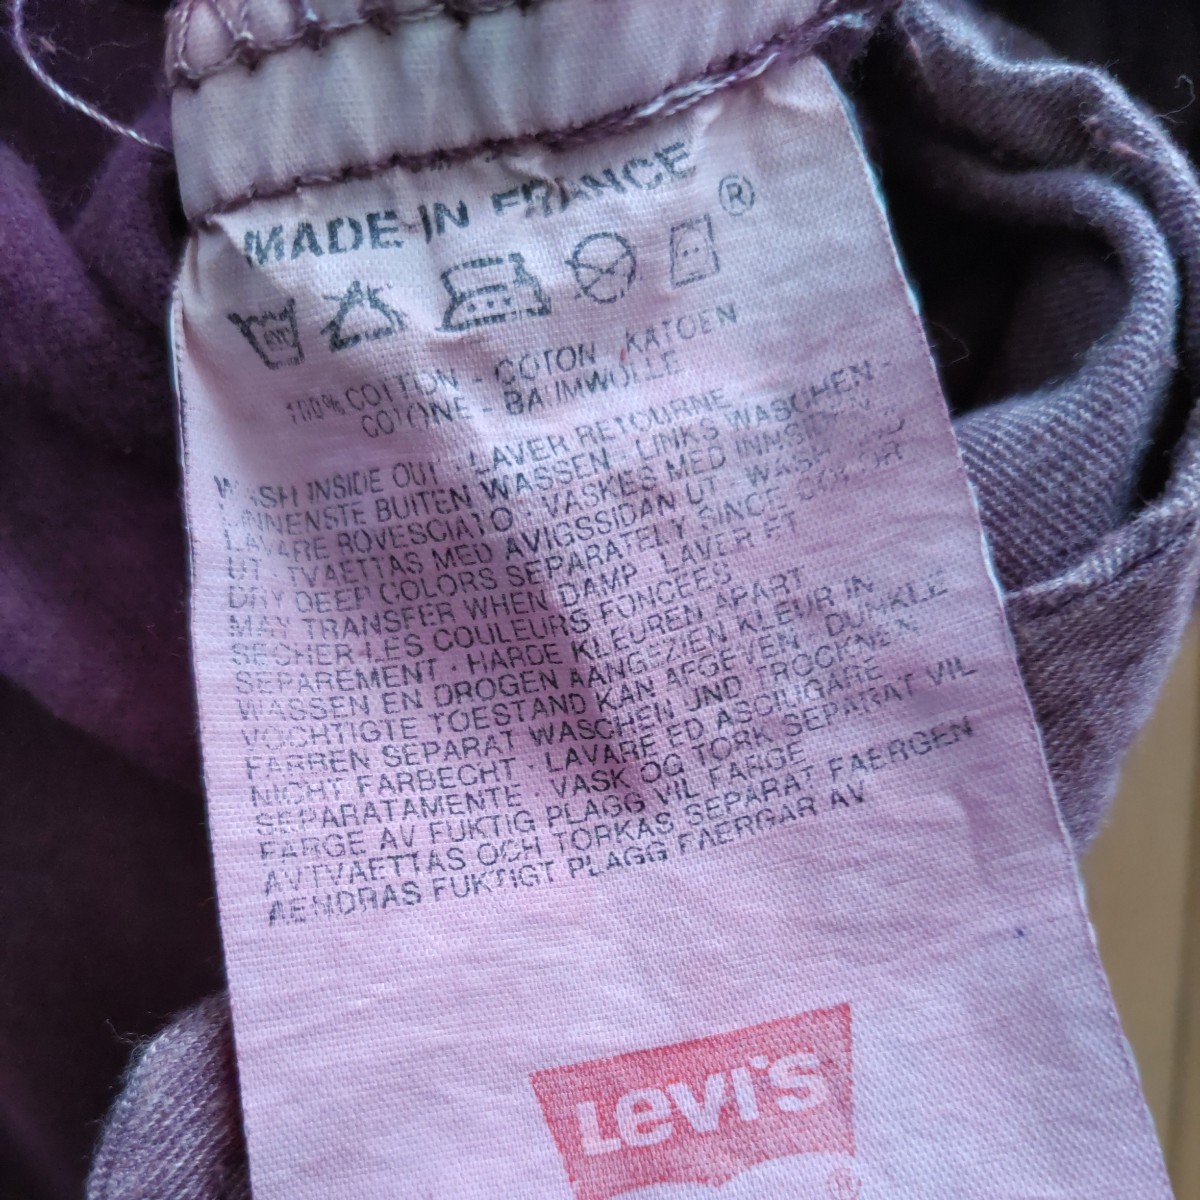 MADE IN FRANCE
®
100% COTTON - COTON - KATOEN
COTONE - BAUMWOLLE
WASH INSIDE OUT - LAVER RETOURNE -
BINNENSTE BUITEN WASSEN - LINKS WASCHEN -
LAVARE ROVESCIATO - VASKES MED INNSIDEN
UT - TVAETTAS MED AVIGSSIDAN UT - WASH AND
DRY DEEP COLORS SEPARATELY SINCE COLOR
MAY TRANSFER WHEN DAMP - LAVER ET
SECHER LES COULEURS FONCEES
SEPAREMENT - HARDE KLEUREN APART
WASSEN EN DROGEN AANGEZIEN KLEUR IN
VOCHTIGTE TOESTAND KAN AFGEVEN - DUNKLE
FARBEN SEPARAT WASCHEN UND TROCKNEN
NICHT FARBECHT - LAVARE ED ASCIUGARE
SEPARATAMENTE - VASK OG TORK SEPARAT VIL
FARGE AV FUKTIG PLAGG VIL FARGE
AVTVAETTAS OCH TORKAS SEPARAT FAERGEN
AENDRAS FUKTIGT PLAGG FAERGAR AV
Levi's
®